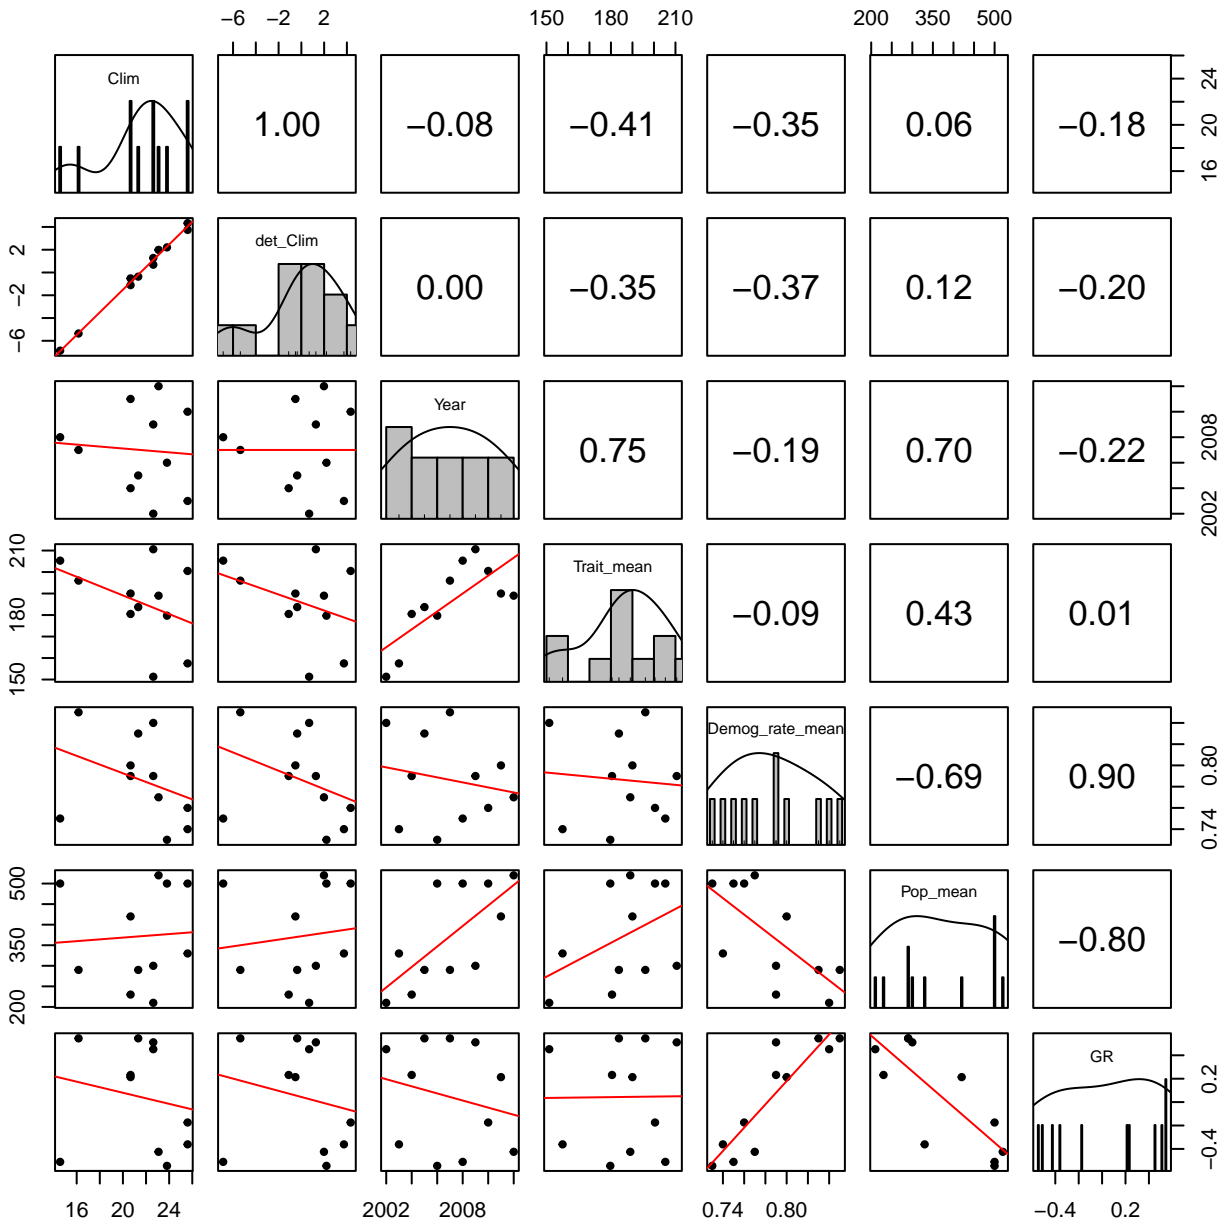 −6 −2 2 150 180 210 200 350 500
Clim 1.00 −0.08 −0.41 −0.35 0.06 −0.18 16 20 24
−6 −2 2 det_Clim 0.00 −0.35 −0.37 0.12 −0.20
Year 0.75 −0.19 0.70 −0.22 2002 2008
150 180 210 Trait_mean −0.09 0.43 0.01
Demog_rate_mean −0.69 0.90 0.74 0.80
200 350 500 Pop_mean −0.80
GR −0.4 0.2
16 20 24 2002 2008 0.74 0.80 −0.4 0.2